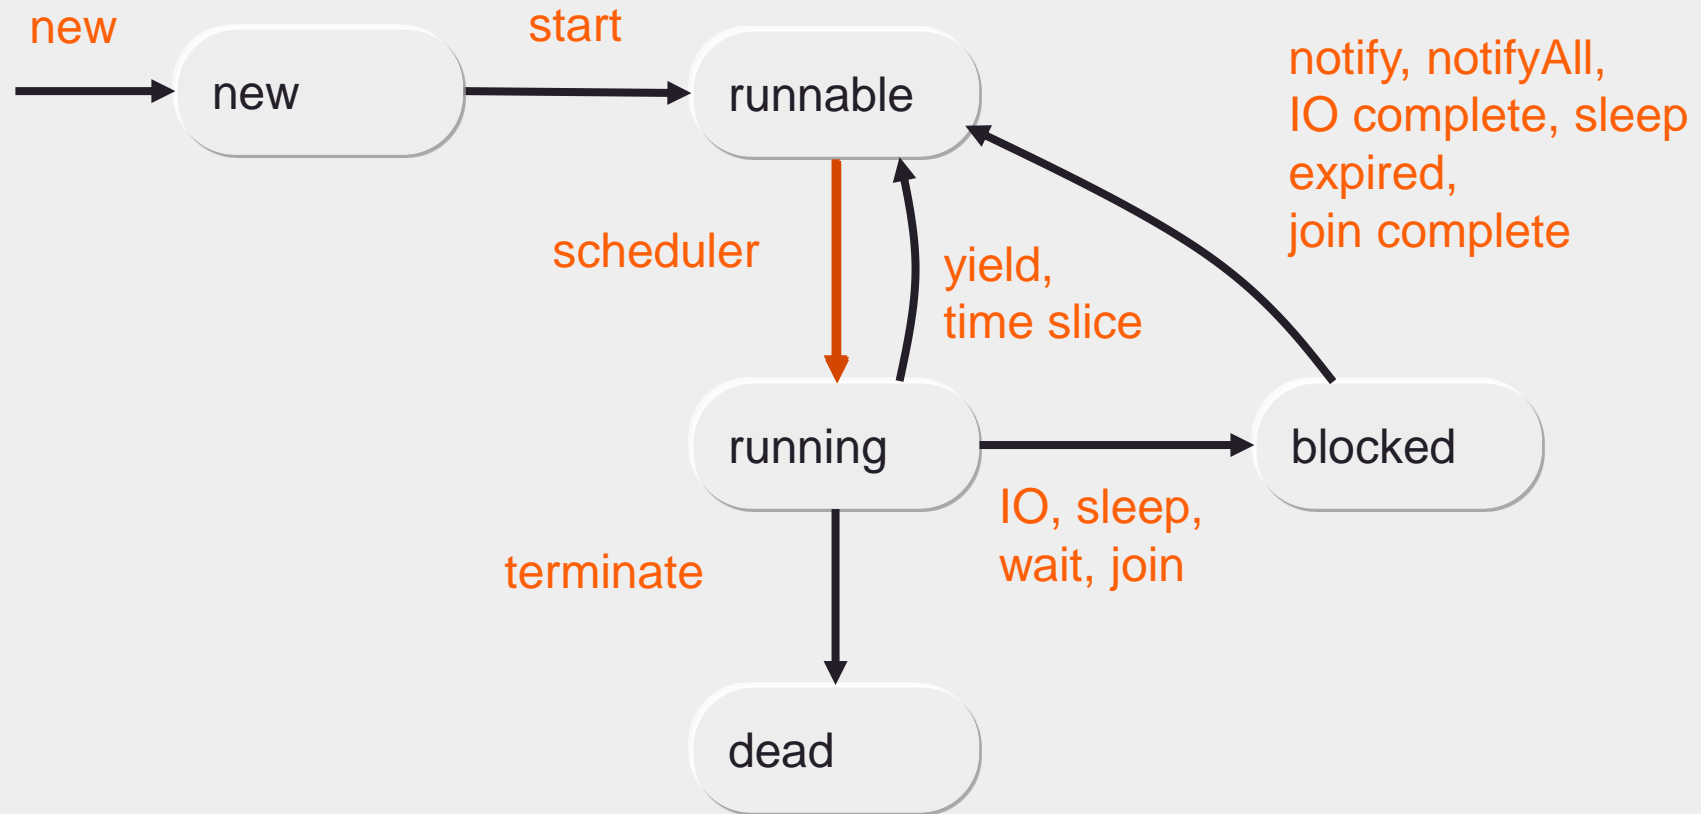 new
start
new
runnable
notify, notifyAll,
IO complete, sleep
expired,
join complete
scheduler
yield,
time slice
running
blocked
IO, sleep,
wait, join
terminate
dead